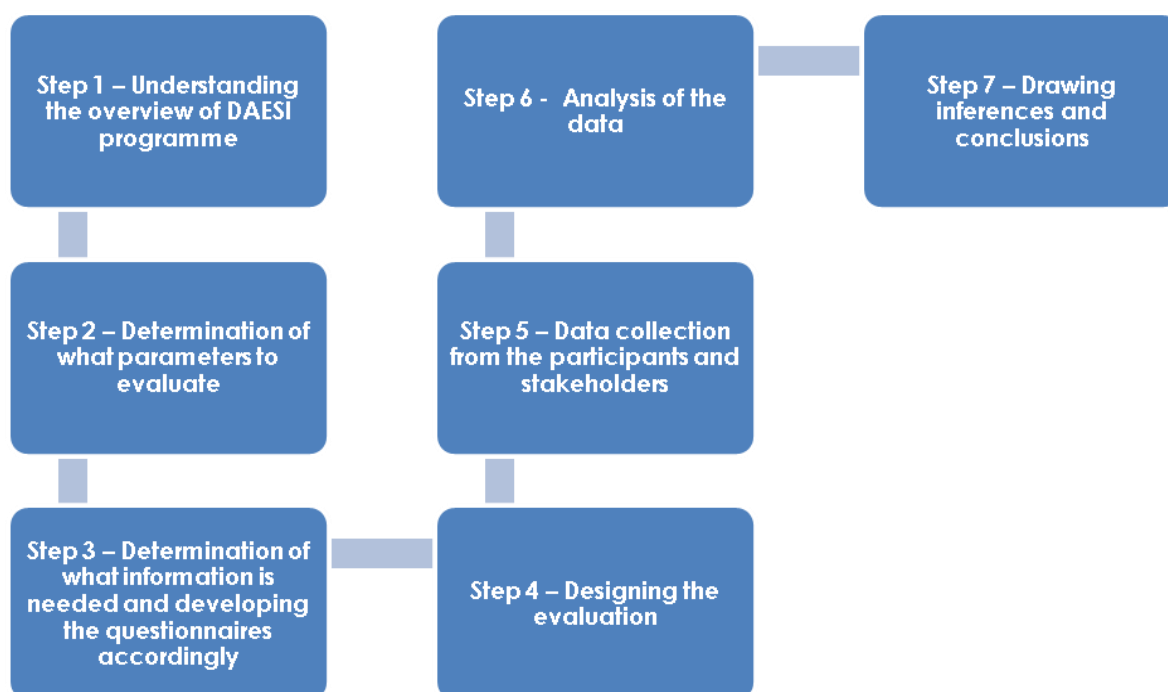 Step 1 – Understanding
the overview of DAESI
programme
Step 2 – Determination of
what parameters to
evaluate
Step 3 – Determination of
what information is
needed and developing
the questionnaires
accordingly
Step 4 – Designing the
evaluation
Step 5 – Data collection
from the participants and
stakeholders
Step 6 - Analysis of the
data
Step 7 – Drawing
inferences and
conclusions